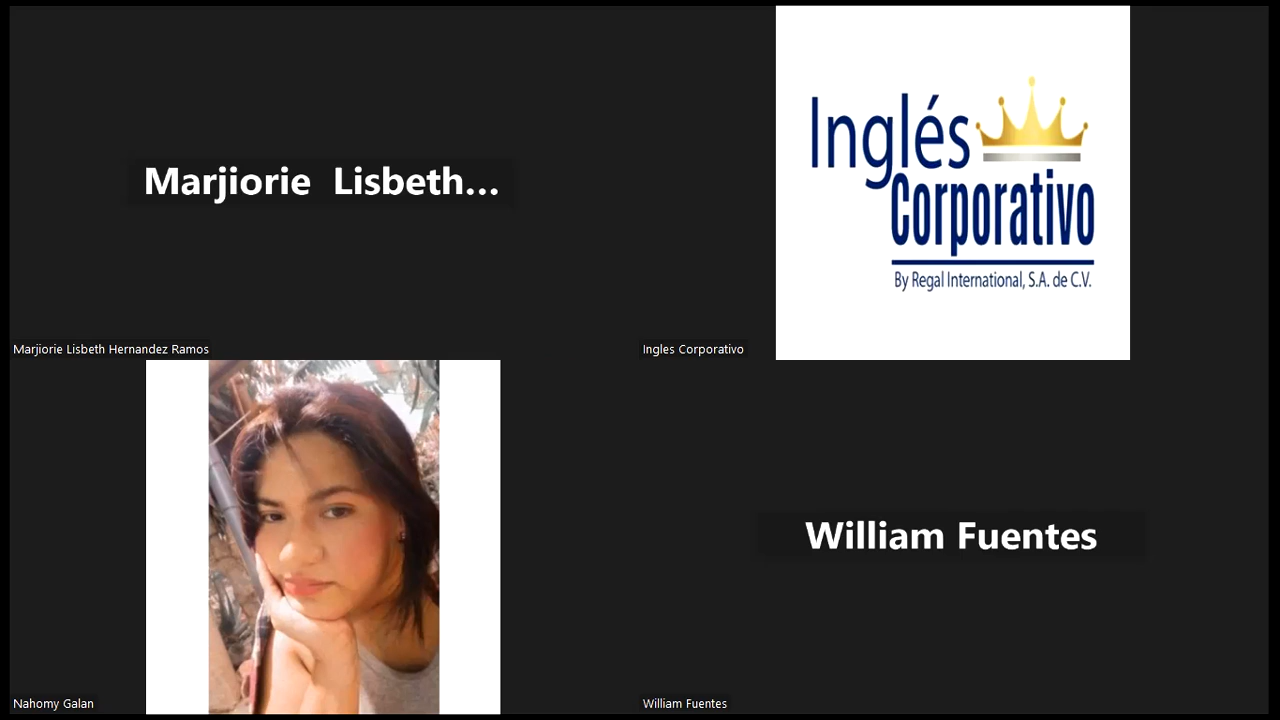 Marjiorie  Lisbeth...
Marjiorie Lisbeth Hernandez Ramos
Inglés
Corporativo
By Regal International, S.A. de C.V.
Ingles Corporativo
Nahomy Galan
William Fuentes
William Fuentes